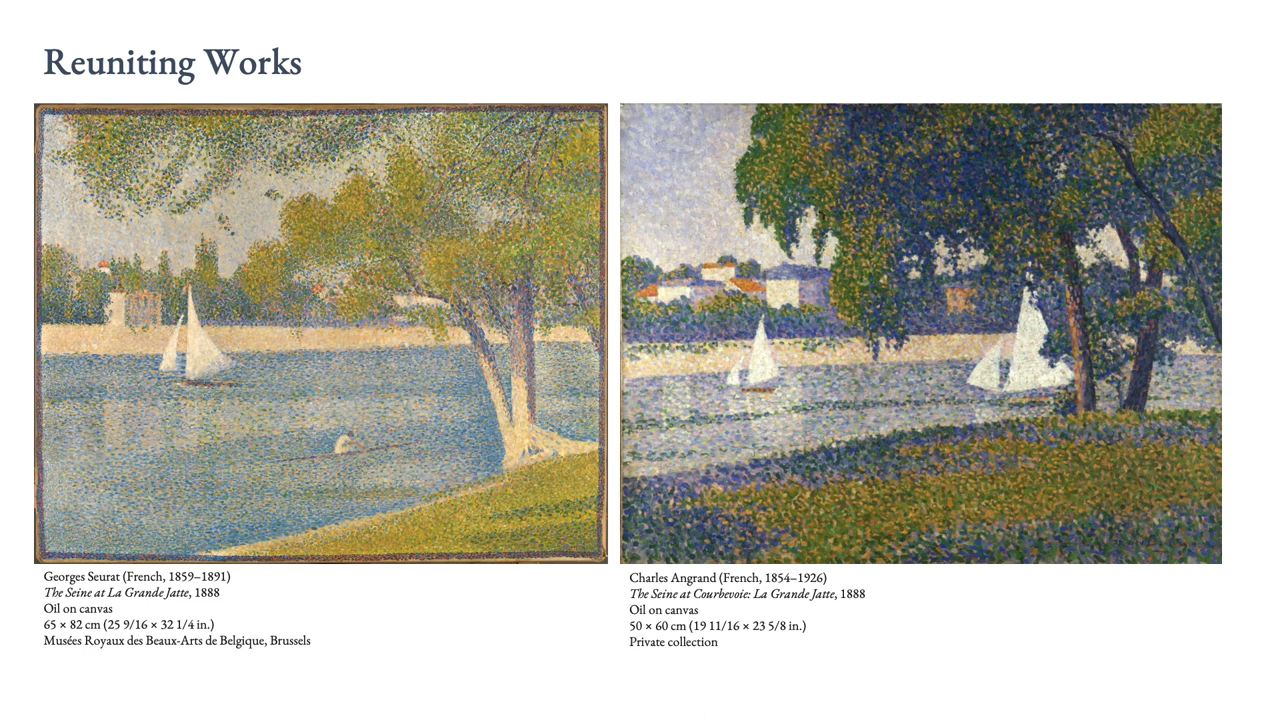 Reuniting Works
Georges Seurat (French, 1859–1891)
The Seine at La Grande Jatte, 1888
Oil on canvas
65 × 82 cm (25 9/16 × 32 1/4 in.)
Musées Royaux des Beaux-Arts de Belgique, Brussels
Charles Angrand (French, 1854–1926)
The Seine at Courbevoie: La Grande Jatte, 1888
Oil on canvas
50 × 60 cm (19 11/16 × 23 5/8 in.)
Private collection